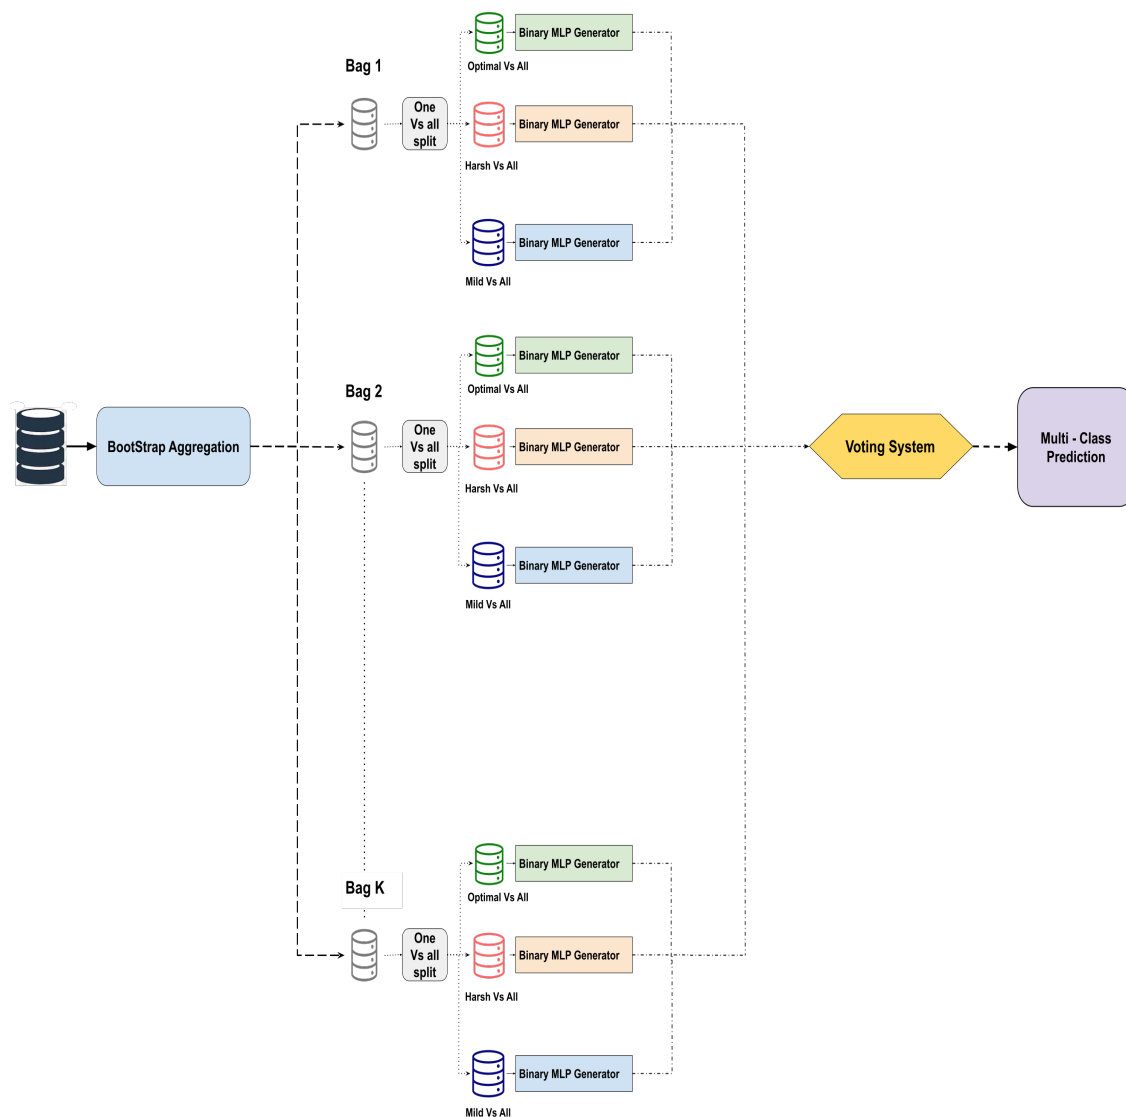 Binary MLP Generator
Optimal Vs All
Bag 1
One
Vs all
split
Binary MLP Generator
Harsh Vs All
Binary MLP Generator
Mild Vs All
Binary MLP Generator
Optimal Vs All
Bag 2
One
Vs all
split
Binary MLP Generator
Harsh Vs All
Binary MLP Generator
Mild Vs All
BootStrap Aggregation
Voting System
Multi - Class
Prediction
Binary MLP Generator
Optimal Vs All
Bag K
One
Vs all
split
Binary MLP Generator
Harsh Vs All
Binary MLP Generator
Mild Vs All